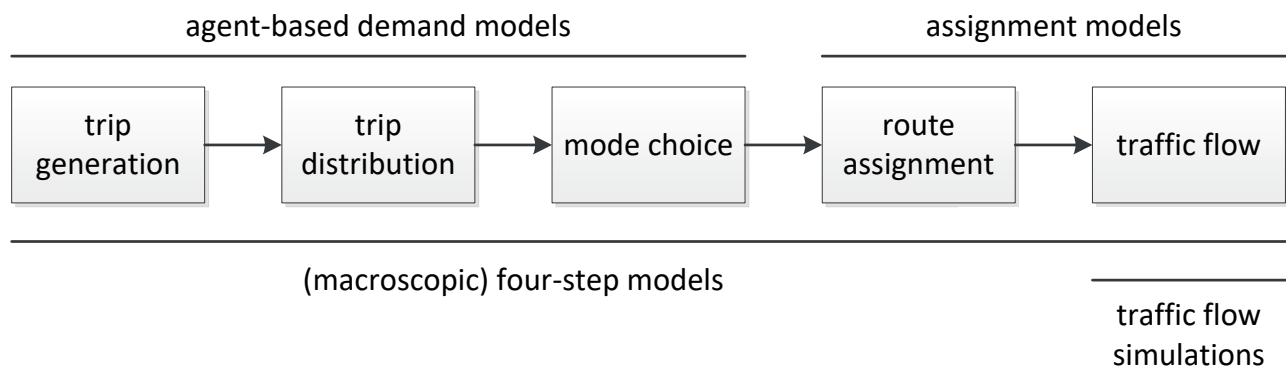 agent-based demand models
assignment models
trip
generation
trip
distribution
mode choice
route
assignment
traffic flow
(macroscopic) four-step models
traffic flow
simulations